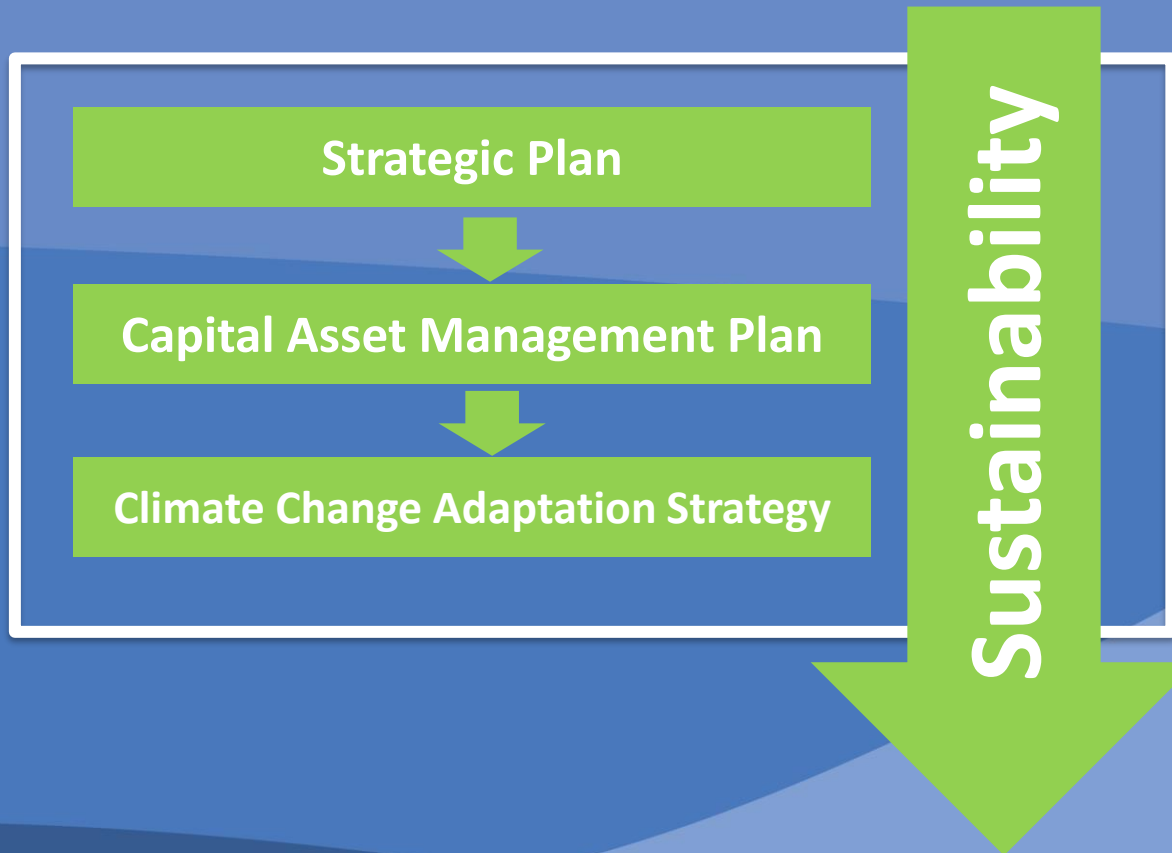 Strategic Plan
Capital Asset Management Plan
Climate Change Adaptation Strategy
Sustainability